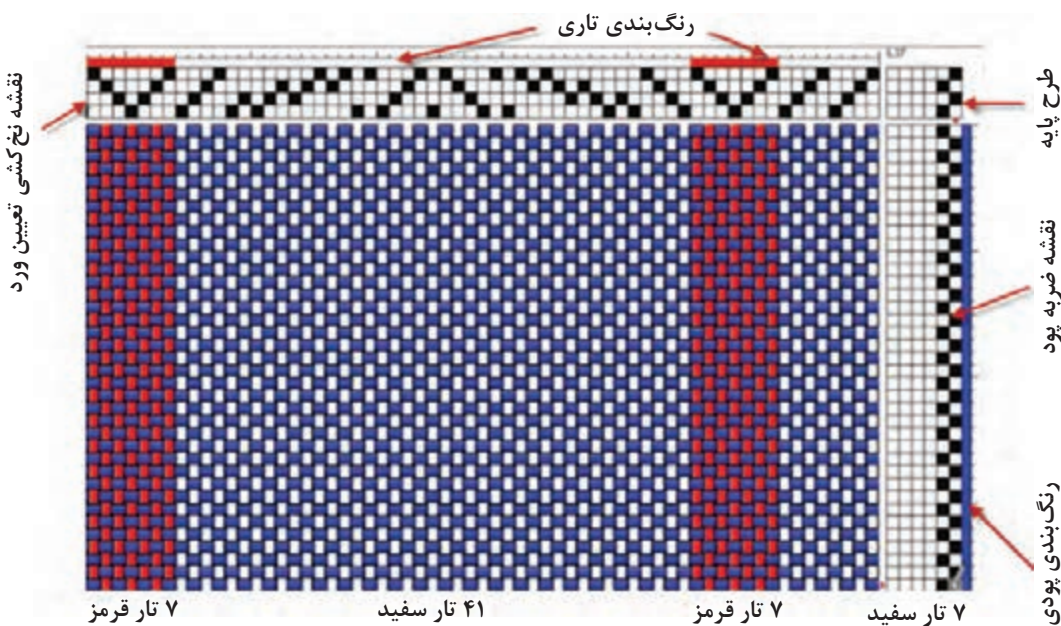 رنگ‌بندی تاری
نقشه نخ کشی تعیین ورد
طرح پایه
نقشه ضربه پود
رنگ‌بندی پودی
۷ تار سفید
۷ تار قرمز
۴۱ تار سفید
۷ تار قرمز